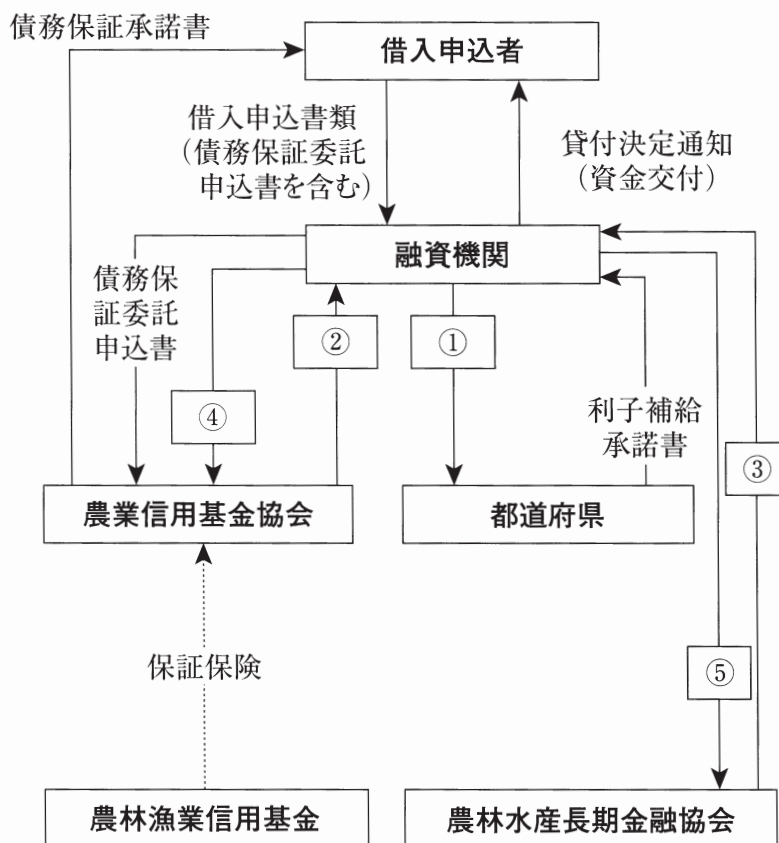 債務保証承諾書
借入申込者
借入申込書類
(債務保証委託
申込書を含む)
貸付決定通知
(資金交付)
融資機関
債務保
証委託
申込書
②
①
④
利子補給
承諾書
③
農業信用基金協会
都道府県
保証保険
⑤
農林漁業信用基金
農林水産長期金融協会